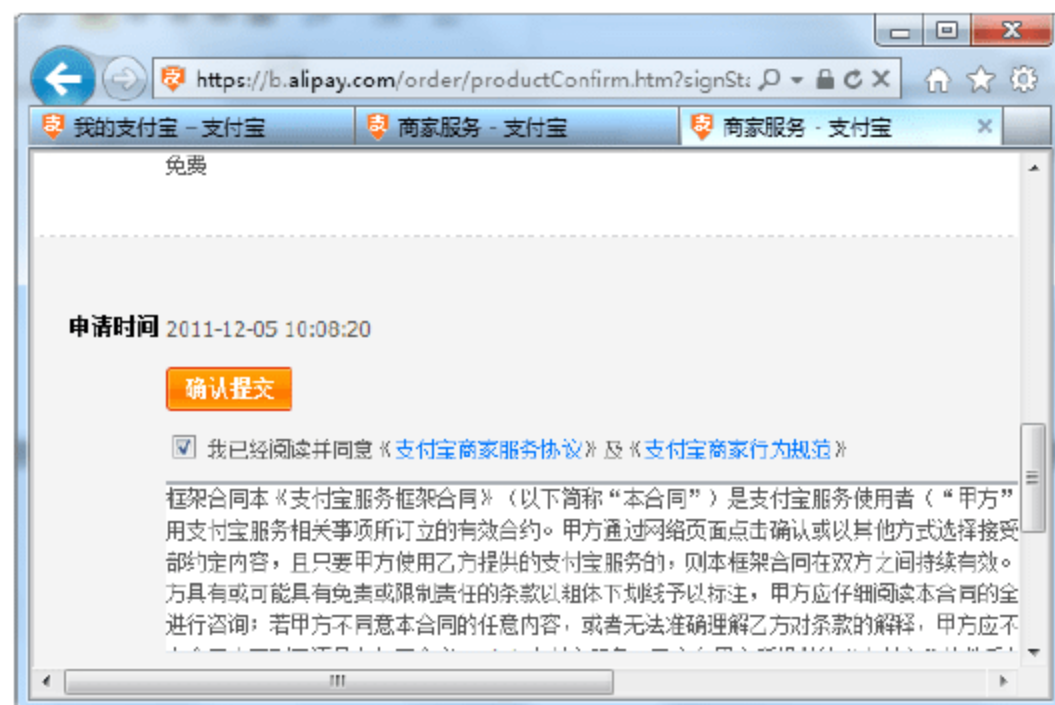 https://b.alipay.com/order/productConfirm.htm?signSta
我的支付宝 - 支付宝
商家服务 - 支付宝
商家服务 - 支付宝
免费
申请时间 2011-12-05 10:08:20
确认提交
我已经阅读并同意《支付宝商家服务协议》及《支付宝商家行为规范》
框架合同本《支付宝服务框架合同》（以下简称“本合同”）是支付宝服务使用者（“甲方”
用支付宝服务相关事项所订立的有效合约。甲方通过网络页面点击确认或以其他方式选择接受
部约定内容，且只要甲方使用乙方提供的支付宝服务的，则本框架合同在双方之间持续有效。
方具有或可能具有免责或限制责任的条款以粗体下划线予以标注，甲方应仔细阅读本合同的全
进行咨询；若甲方不同意本合同的任意内容，或者无法准确理解乙方对条款的解释，甲方应不